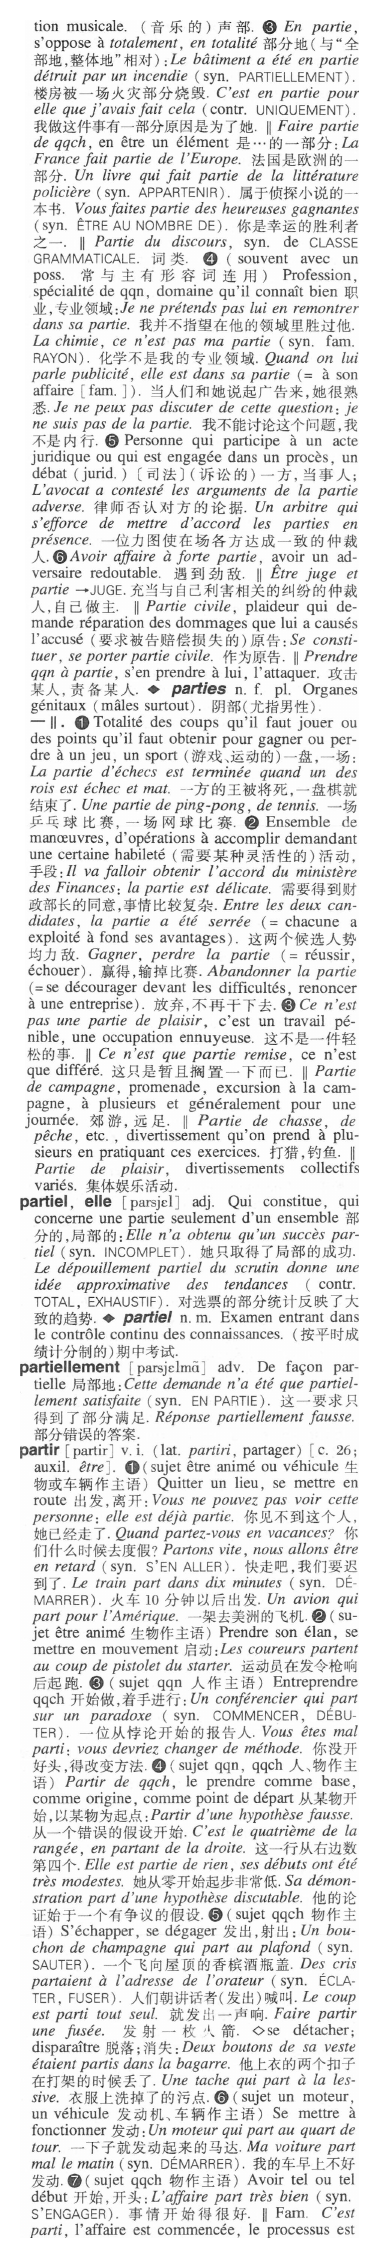 tion musicale. (音乐的)声部. ❸ En partie,
s'oppose à totalement, en totalité 部分地(与“全
部地,整体地”相对):Le bâtiment a été en partie
détruit par un incendie (syn. PARTIELLEMENT).
楼房被一场火灾部分烧毁. C'est en partie pour
elle que j'avais fait cela (contr. UNIQUEMENT).
我做这件事有一部分原因是为了她. ‖ Faire partie
de qqch, en être un élément 是…的一部分:La
France fait partie de l'Europe. 法国是欧洲的一
部分. Un livre qui fait partie de la littérature
policière (syn. APPARTENIR). 属于侦探小说的一
本书. Vous faites partie des heureuses gagnantes
(syn. ÊTRE AU NOMBRE DE). 你是幸运的胜利者
之一. ‖ Partie du discours, syn. de CLASSE
GRAMMATICALE. 词类. ❹ (souvent avec un
poss. 常与主有形容词连用) Profession,
spécialité de qqn, domaine qu'il connaît bien 职
业,专业领域:Je ne prétends pas lui en remontrer
dans sa partie. 我并不指望在他的领域里胜过他.
La chimie, ce n'est pas ma partie (syn. fam.
RAYON). 化学不是我的专业领域. Quand on lui
parle publicité, elle est dans sa partie (= à son
affaire [fam.]). 当人们和她说起广告来,她很熟
悉. Je ne peux pas discuter de cette question: je
ne suis pas de la partie. 我不能讨论这个问题,我
不是内行. ❺ Personne qui participe à un acte
juridique ou qui est engagée dans un procès, un
débat (jurid.) [司法](诉讼的)一方,当事人;
L'avocat a contesté les arguments de la partie
adverse. 律师否认对方的论据. Un arbitre qui
s'efforce de mettre d'accord les parties en
présence. 一位力图使在场各方达成一致的仲裁
人. ❻ Avoir affaire à forte partie, avoir un ad-
versaire redoutable. 遇到劲敌. ‖ Être juge et
partie →JUGE. 充当与自己利害相关的纠纷的仲裁
人,自己做主. ‖ Partie civile, plaideur qui de-
mande réparation des dommages que lui a causés
l'accusé (要求被告赔偿损失的)原告:Se consti-
tuer, se porter partie civile. 作为原告. ‖ Prendre
qqn à partie, s'en prendre à lui, l'attaquer. 攻击
某人,责备某人. ◆ parties n. f. pl. Organes
génitaux (mâles surtout). 阴部(尤指男性).
— Ⅱ. ❶ Totalité des coups qu'il faut jouer ou
des points qu'il faut obtenir pour gagner ou per-
dre à un jeu, un sport (游戏、运动的)一盘,一场:
La partie d'échecs est terminée quand un des
rois est échec et mat. 一方的王被将死,一盘棋就
结束了. Une partie de ping-pong, de tennis. 一场
乒乓球比赛,一场网球比赛. ❷ Ensemble de
manœuvres, d'opérations à accomplir demandant
une certaine habileté (需要某种灵活性的)活动,
手段:Il va falloir obtenir l'accord du ministère
des Finances: la partie est délicate. 需要得到财
政部长的同意,事情比较复杂. Entre les deux can-
didates, la partie a été serrée (= chacune a
exploité à fond ses avantages). 这两个候选人势
均力敌. Gagner, perdre la partie (= réussir,
échouer). 赢得,输掉比赛. Abandonner la partie
(= se décourager devant les difficultés, renoncer
à une entreprise). 放弃,不再干下去. ❸ Ce n'est
pas une partie de plaisir, c'est un travail pé-
nible, une occupation ennuyeuse. 这不是一件轻
松的事. ‖ Ce n'est que partie remise, ce n'est
que différé. 这只是暂且搁置一下而已. ‖ Partie
de campagne, promenade, excursion à la cam-
pagne, à plusieurs et généralement pour une
journée. 郊游,远足. ‖ Partie de chasse, de
pêche, etc., divertissement qu'on prend à plu-
sieurs en pratiquant ces exercices. 打猎,钓鱼. ‖
Partie de plaisir, divertissements collectifs
variés. 集体娱乐活动.
partiel, elle [parsjɛl] adj. Qui constitue, qui
concerne une partie seulement d'un ensemble 部
分的,局部的:Elle n'a obtenu qu'un succès par-
tiel (syn. INCOMPLET). 她只取得了局部的成功.
Le dépouillement partiel du scrutin donne une
idée approximative des tendances (contr.
TOTAL, EXHAUSTIF). 对选票的部分统计反映了大
致的趋势. ◆ partiel n. m. Examen entrant dans
le contrôle continu des connaissances. (按平时成
绩计分制的)期中考试.
partiellement [parsjɛlmɑ̃] adv. De façon par-
tielle 局部地:Cette demande n'a été que partiel-
lement satisfaite (syn. EN PARTIE). 这一要求只
得到了部分满足. Réponse partiellement fausse.
部分错误的答案.
partir [partir] v. i. (lat. partiri, partager) [c. 26;
auxil. être]. ❶ (sujet être animé ou véhicule 生
物或车辆作主语) Quitter un lieu, se mettre en
route 出发,离开:Vous ne pouvez pas voir cette
personne: elle est déjà partie. 你见不到这个人,
她已经走了. Quand partez-vous en vacances? 你
们什么时候去度假? Partons vite, nous allons être
en retard (syn. S'EN ALLER). 快走吧,我们要迟
到了. Le train part dans dix minutes (syn. DÉ-
MARRER). 火车 10 分钟以后出发. Un avion qui
part pour l'Amérique. 一架去美洲的飞机. ❷ (su-
jet être animé 生物作主语) Prendre son élan, se
mettre en mouvement 启动:Les coureurs partent
au coup de pistolet du starter. 运动员在发令枪响
后起跑. ❸ (sujet qqn 人作主语) Entreprendre
qqch 开始做,着手进行:Un conférencier qui part
sur un paradoxe (syn. COMMENCER, DÉBU-
TER). 一位从悖论开始的报告人. Vous êtes mal
parti: vous devriez changer de méthode. 你没开
好头,得改变方法. ❹ (sujet qqn, qqch 人、物作主
语) Partir de qqch, le prendre comme base,
comme origine, comme point de départ 从某物开
始,以某物为起点:Partir d'une hypothèse fausse.
从一个错误的假设开始. C'est le quatrième de la
rangée, en partant de la droite. 这一行从右边数
第四个. Elle est partie de rien, ses débuts ont été
très modestes. 她从零开始起步非常低. Sa démon-
stration part d'une hypothèse discutable. 他的论
证始于一个有争议的假设. ❺ (sujet qqch 物作主
语) S'échapper, se dégager 发出,射出:Un bou-
chon de champagne qui part au plafond (syn.
SAUTER). 一个飞向屋顶的香槟酒瓶盖. Des cris
partaient à l'adresse de l'orateur (syn. ÉCLA-
TER, FUSER). 人们朝讲话者(发出)喊叫. Le coup
est parti tout seul. 就发出一声响. Faire partir
une fusée. 发射一枚火箭. ◇se détacher;
disparaître 脱落;消失:Deux boutons de sa veste
étaient partis dans la bagarre. 他上衣的两个扣子
在打架的时候丢了. Une tache qui part à la les-
sive. 衣服上洗掉了的污点. ❻ (sujet un moteur,
un véhicule 发动机、车辆作主语) Se mettre à
fonctionner 发动:Un moteur qui part au quart de
tour. 一下子就发动起来的马达. Ma voiture part
mal le matin (syn. DÉMARRER). 我的车早上不好
发动. ❼ (sujet qqch 物作主语) Avoir tel ou tel
début 开始,开头:L'affaire part très bien (syn.
S'ENGAGER). 事情开始得很好. ‖ Fam. C'est
parti, l'affaire est commencée, le processus est